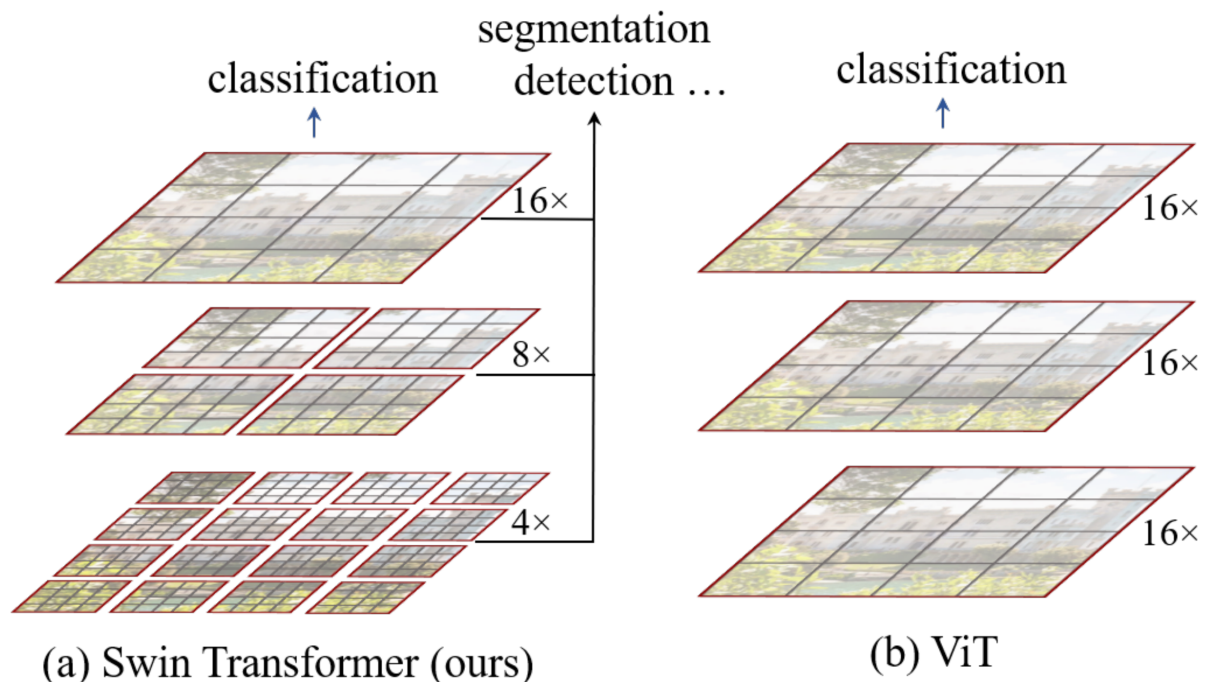 segmentation
detection …
classification
16×
8×
4×
(a) Swin Transformer (ours)
classification
16×
16×
16×
(b) ViT